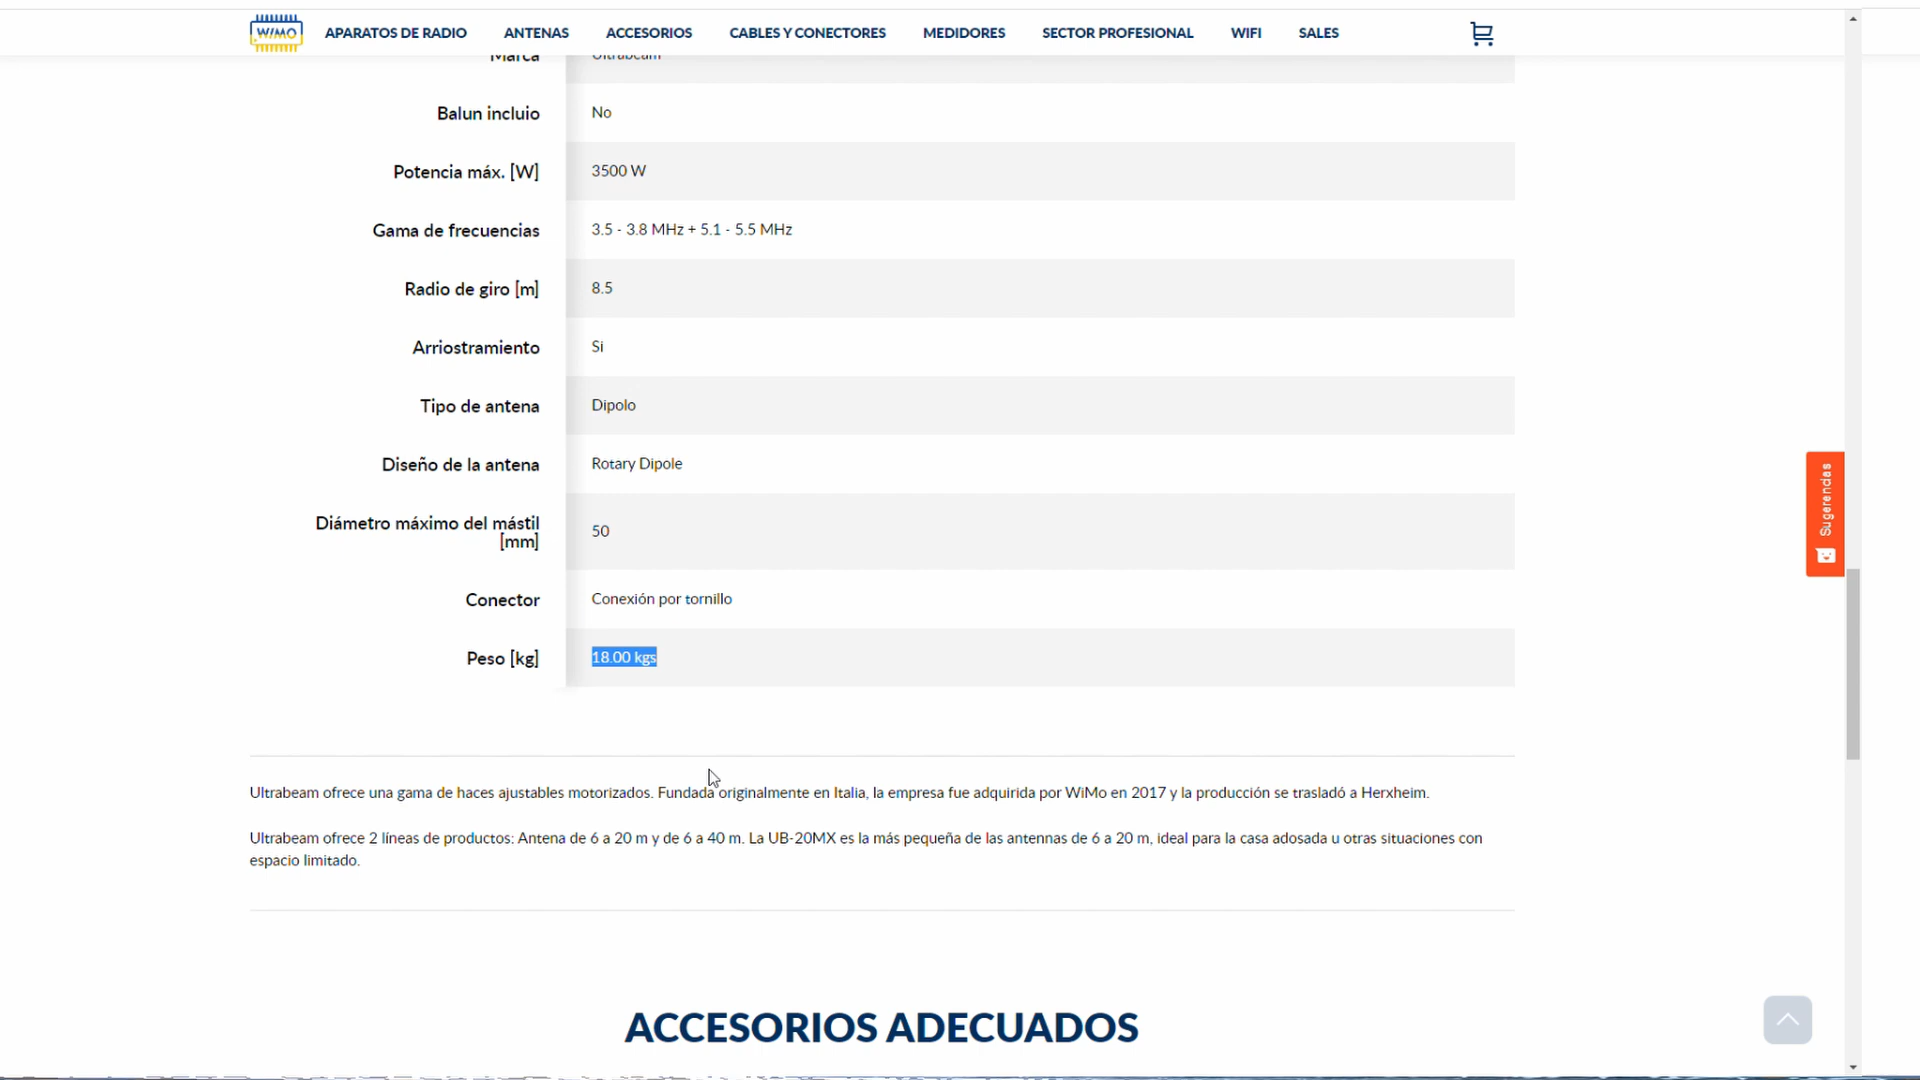 WiMO
APARATOS DE RADIO ANTENAS ACCESORIOS CABLES Y CONECTORES MEDIDORES SECTOR PROFESIONAL WIFI SALES
Marca Ultrabeam
Balun incluio No
Potencia máx. [W] 3500 W
Gama de frecuencias 3.5 - 3.8 MHz + 5.1 - 5.5 MHz
Radio de giro [m] 8.5
Arriostramiento Si
Tipo de antena Dipolo
Diseño de la antena Rotary Dipole
Diámetro máximo del mástil
[mm] 50
Conector Conexión por tornillo
Peso [kg] 18.00 kgs
Sugerendas
Ultrabeam ofrece una gama de haces ajustables motorizados. Fundada originalmente en Italia, la empresa fue adquirida por WiMo en 2017 y la producción se trasladó a Herxheim.
Ultrabeam ofrece 2 líneas de productos: Antena de 6 a 20 m y de 6 a 40 m. La UB-20MX es la más pequeña de las antennas de 6 a 20 m, ideal para la casa adosada u otras situaciones con
espacio limitado.
ACCESORIOS ADECUADOS